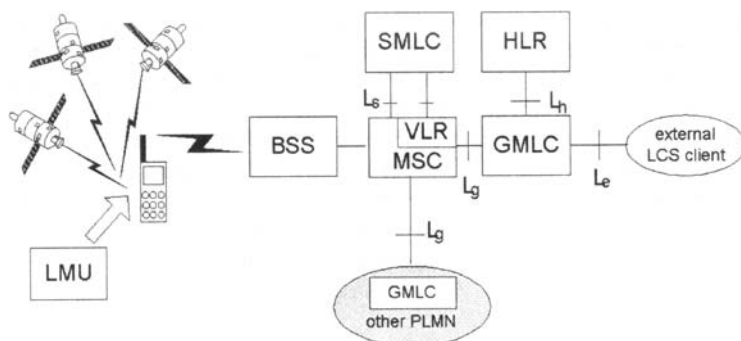 SMLC
HLR
Ls
Lh
BSS
VLR
MSC
GMLC
external
LCS client
Lg
Le
LMU
Lg
GMLC
other PLMN